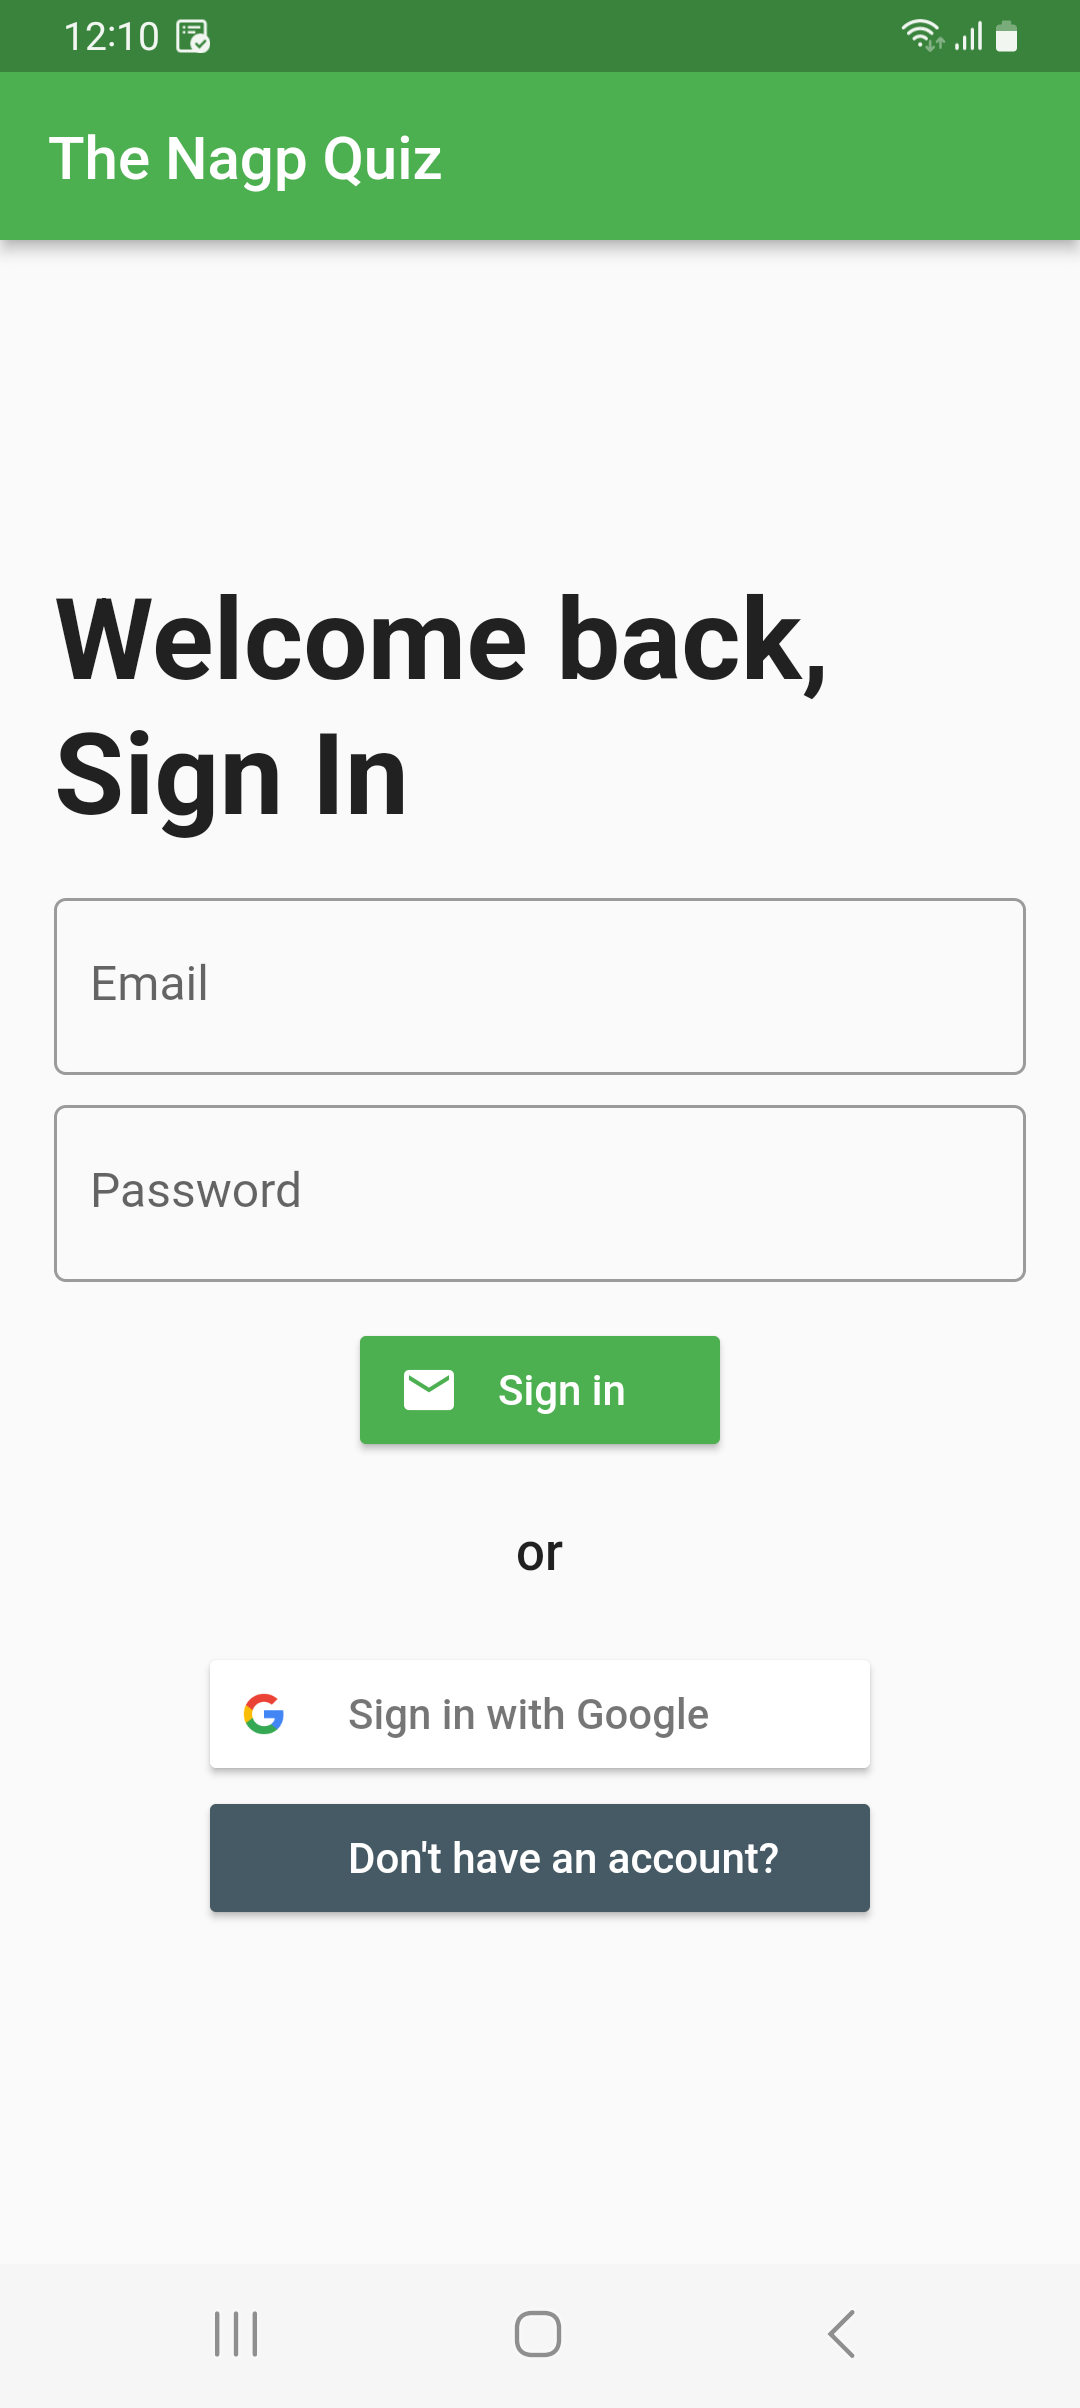 12:10
The Nagp Quiz
Welcome back,
Sign In
Email
Password
Sign in
or
Sign in with Google
Don't have an account?